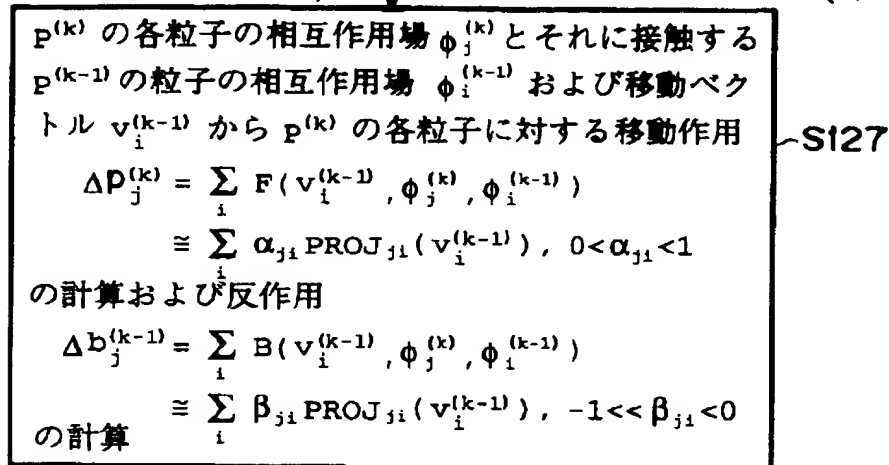 P^(k) の各粒子の相互作用場 φ_j^(k) とそれに接触する
P^(k-1) の粒子の相互作用場 φ_i^(k-1) および移動ベク
トル v_i^(k-1) から P^(k) の各粒子に対する移動作用
ΔP_j^(k) = Σ_i F(v_i^(k-1), φ_j^(k), φ_i^(k-1))
≅ Σ_i α_ji PROJ_ji(v_i^(k-1)), 0<α_ji<1
の計算および反作用
Δb_j^(k-1) = Σ_i B(v_i^(k-1), φ_j^(k), φ_i^(k-1))
≅ Σ_i β_ji PROJ_ji(v_i^(k-1)), -1<<β_ji<0
の計算
~S127